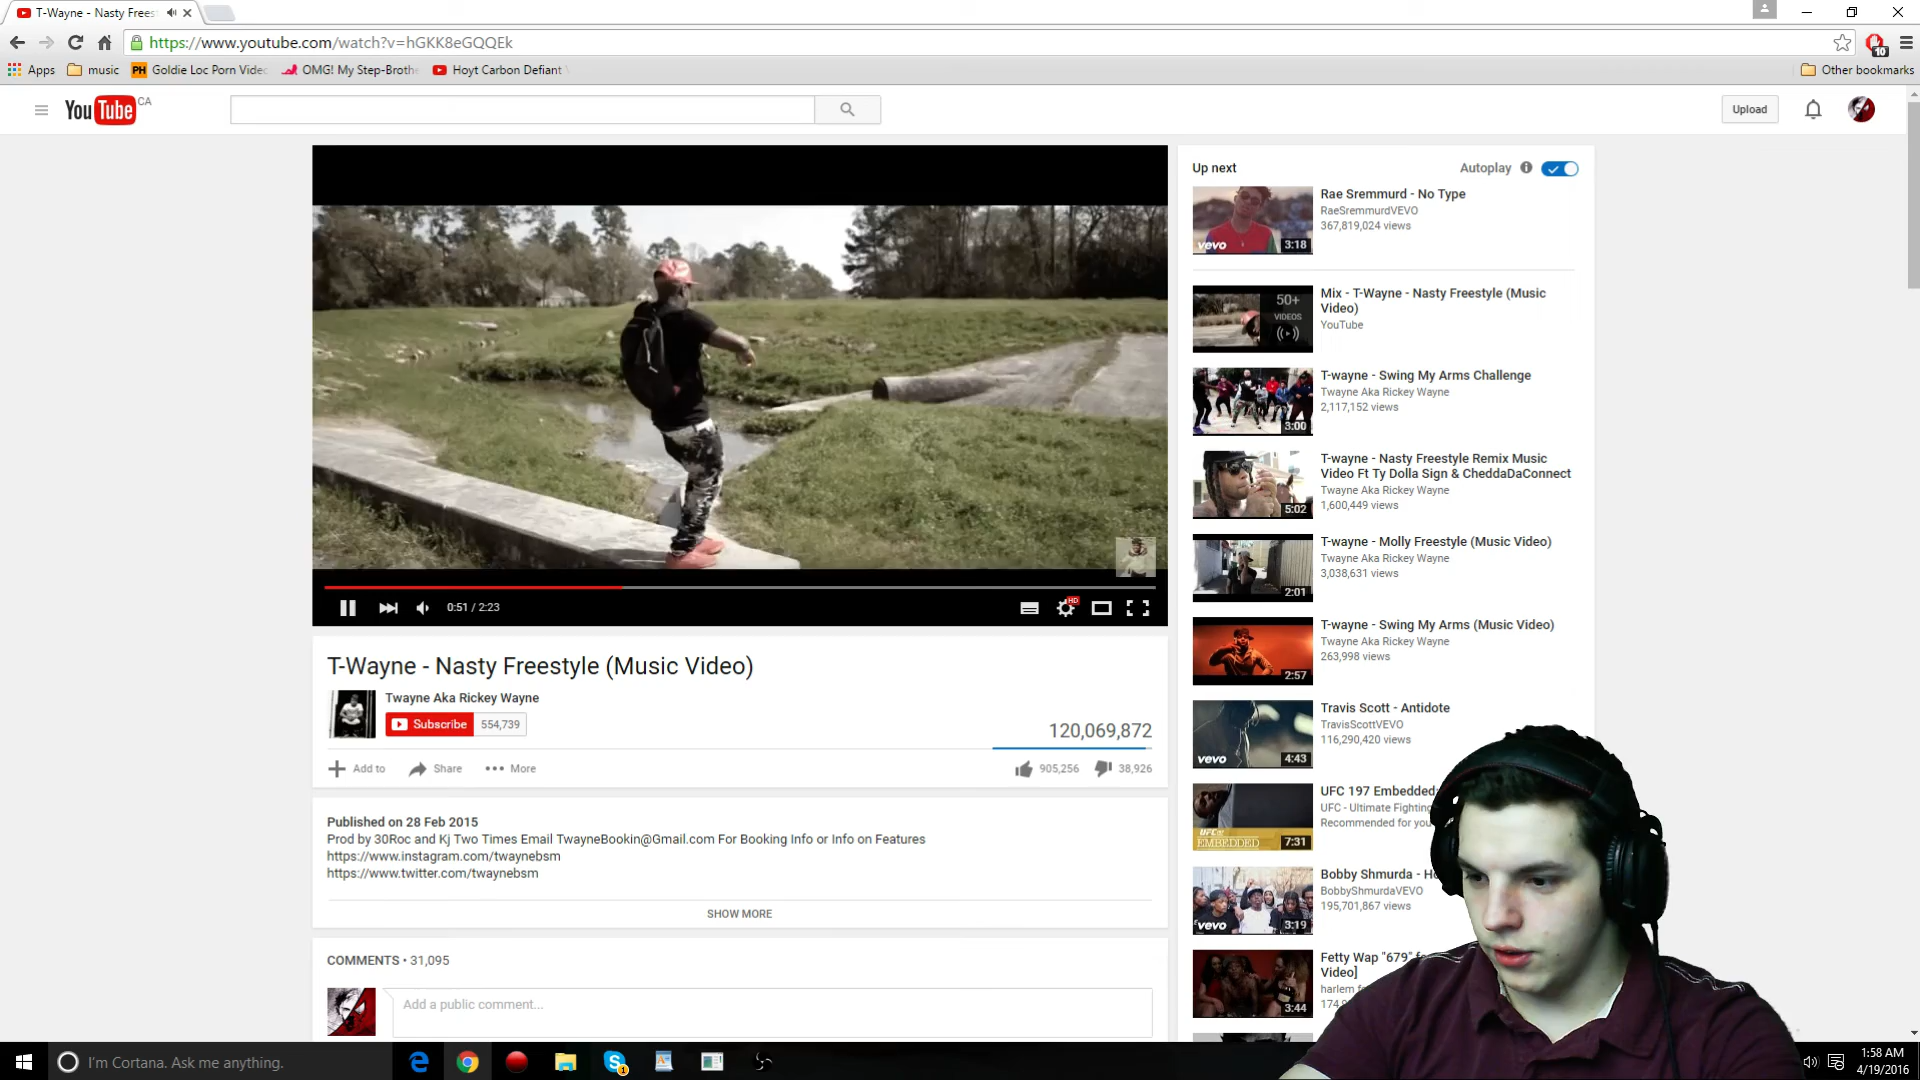 T-Wayne - Nasty Frees
https://www.youtube.com/watch?v=hGKK8eGQQEk
10
Apps
music
PH Goldie Loc Porn Vide
OMG! My Step-Broth
Hoyt Carbon Defiant
Other bookmarks
YouTube CA
Upload
Up next
Autoplay
Rae Sremmurd - No Type
RaeSremmurdVEVO
367,819,024 views
vevo
3:18
50+
VIDEOS
Mix - T-Wayne - Nasty Freestyle (Music
Video)
YouTube
T-wayne - Swing My Arms Challenge
Twayne Aka Rickey Wayne
2,117,152 views
3:00
T-wayne - Nasty Freestyle Remix Music
Video Ft Ty Dolla Sign & CheddaDaConnect
Twayne Aka Rickey Wayne
1,600,449 views
5:02
T-wayne - Molly Freestyle (Music Video)
Twayne Aka Rickey Wayne
3,038,631 views
2:01
T-wayne - Swing My Arms (Music Video)
Twayne Aka Rickey Wayne
263,998 views
2:57
Travis Scott - Antidote
TravisScottVEVO
116,290,420 views
vevo
4:43
UFC 197 Embedded:
UFC - Ultimate Fighting
Recommended for you
UFC
EMBEDDED
7:31
Bobby Shmurda - Ho
BobbyShmurdaVEVO
195,701,867 views
vevo
3:19
Fetty Wap "679" fe
Video]
harlem f
174,9
3:44
0:51 / 2:23
HD
T-Wayne - Nasty Freestyle (Music Video)
Twayne Aka Rickey Wayne
Subscribe 554,739
120,069,872
Add to
Share
More
905,256
38,926
Published on 28 Feb 2015
Prod by 30Roc and Kj Two Times Email TwayneBookin@Gmail.com For Booking Info or Info on Features
https://www.instagram.com/twaynebsm
https://www.twitter.com/twaynebsm
SHOW MORE
COMMENTS • 31,095
Add a public comment...
I'm Cortana. Ask me anything.
1
1:58 AM
4/19/2016